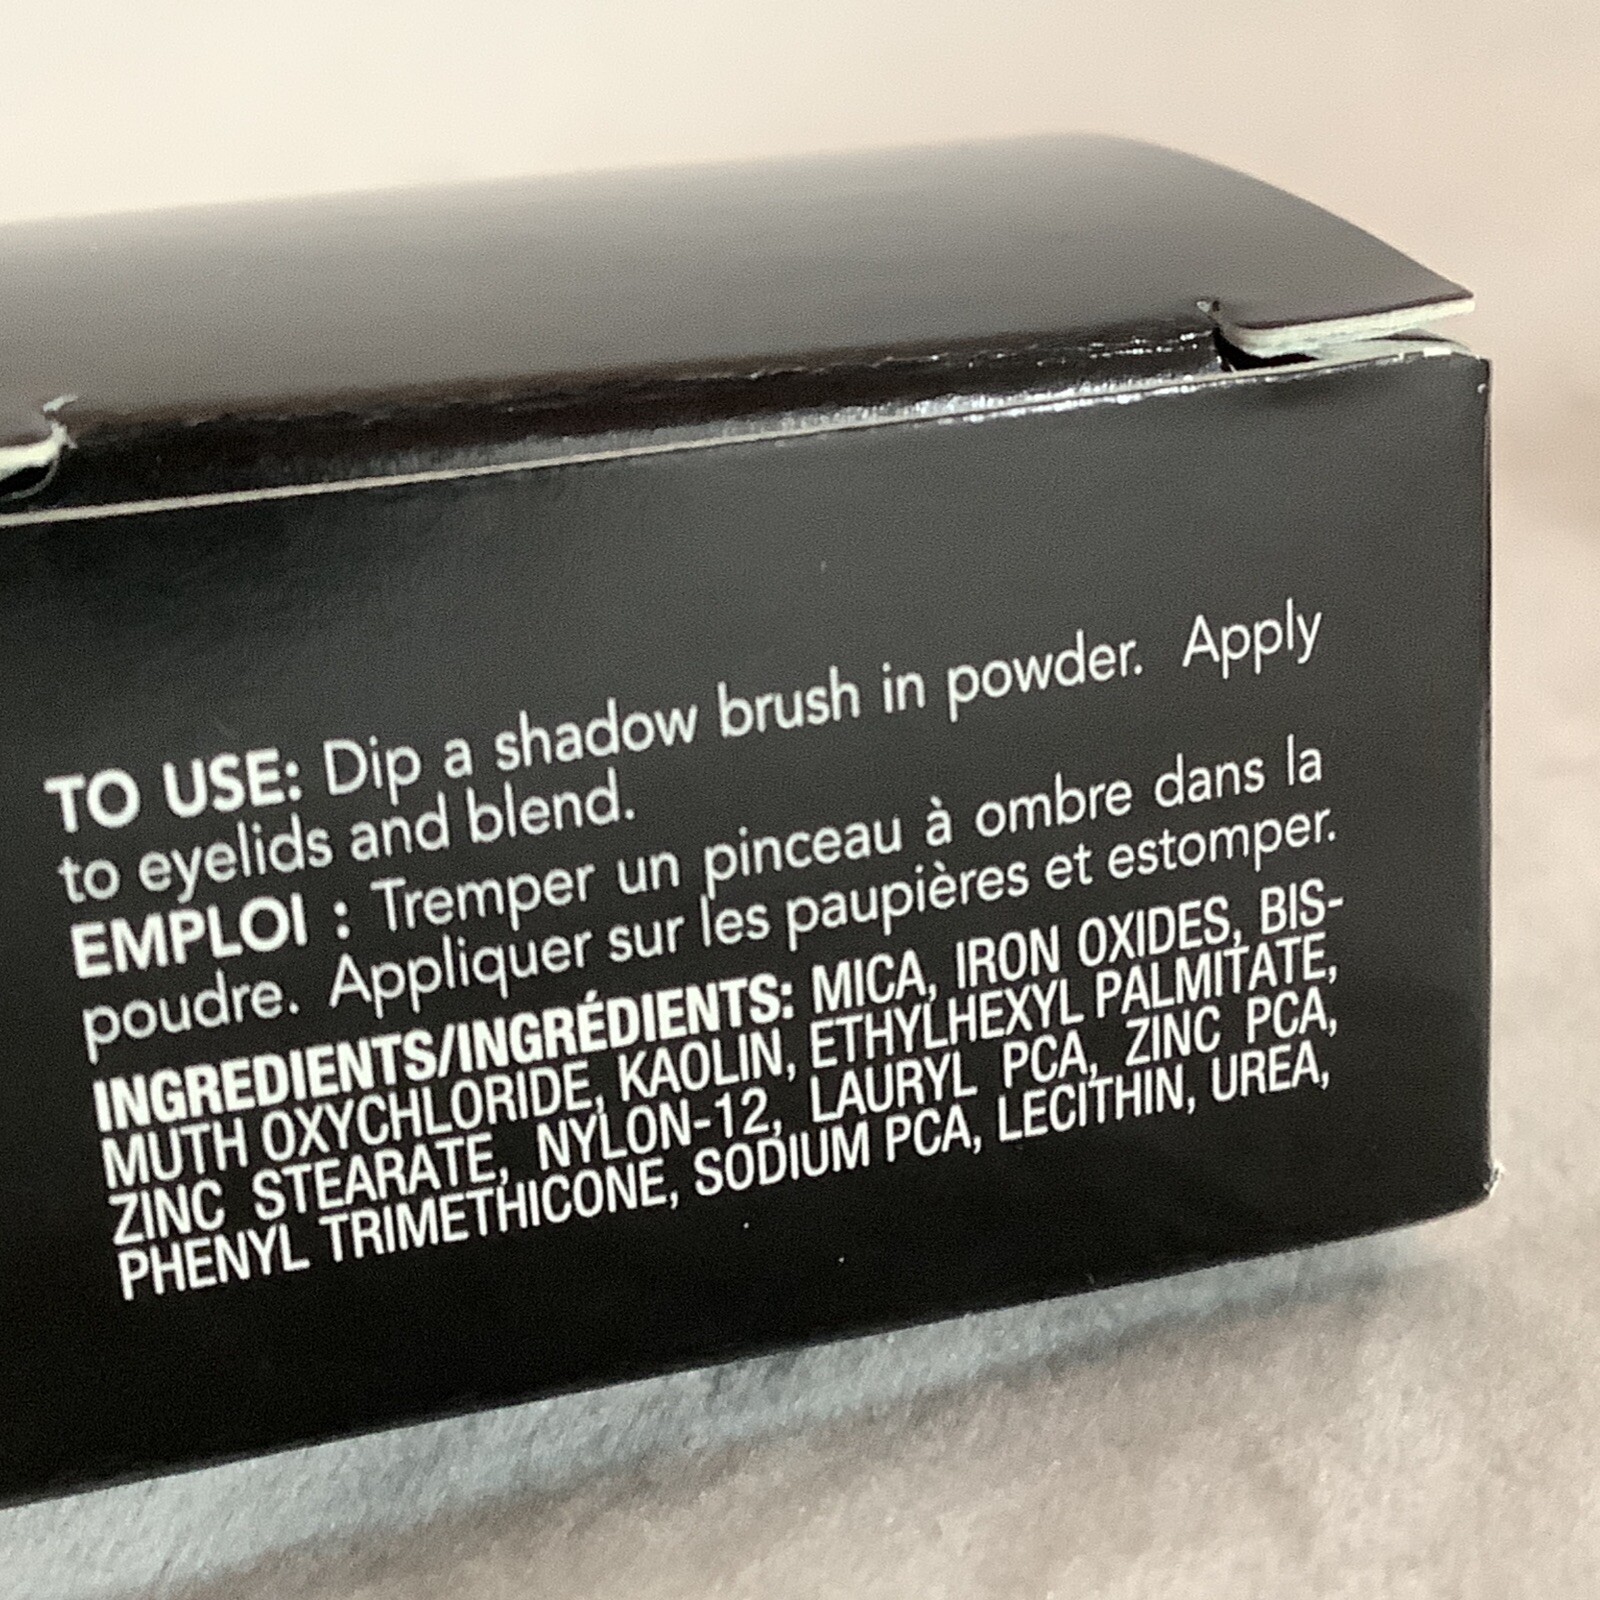 TO USE: Dip a shadow brush in powder. Apply
to eyelids and blend.
EMPLOI : Tremper un pinceau à ombre dans la
poudre. Appliquer sur les paupières et estomper.
INGREDIENTS/INGRÉDIENTS: MICA, IRON OXIDES, BIS-
MUTH OXYCHLORIDE, KAOLIN, ETHYLHEXYL PALMITATE,
ZINC STEARATE, NYLON-12, LAURYL PCA, ZINC PCA,
PHENYL TRIMETHICONE, SODIUM PCA, LECITHIN, UREA,